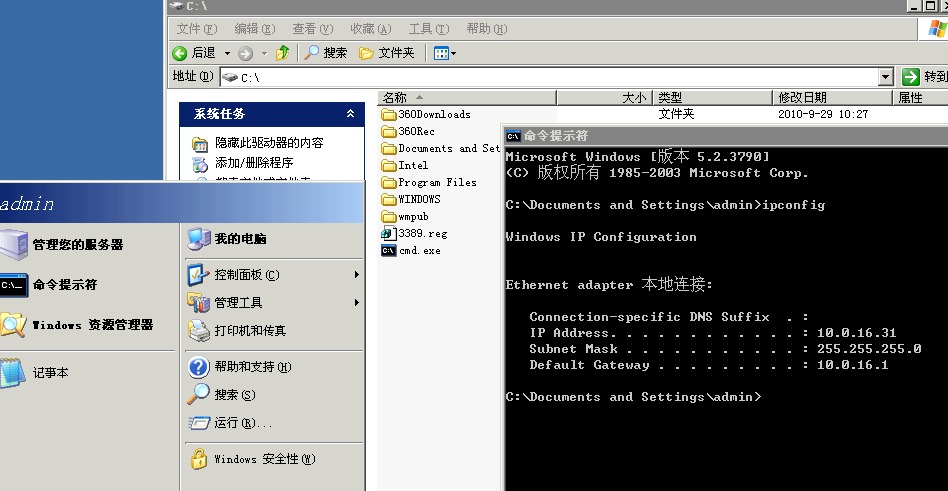 C:\
文件(F) 编辑(E) 查看(V) 收藏(A) 工具(T) 帮助(H)
后退 搜索 文件夹
地址(D) C:\ 转到
系统任务
隐藏此驱动器的内容
添加/删除程序
名称 大小 类型 修改日期 属性
360Downloads 文件夹 2010-9-29 10:27
360Rec
Documents and Set
Intel
Program Files
WINDOWS
wmpub
3389.reg
cmd.exe
admin
管理您的服务器
命令提示符
Windows 资源管理器
记事本
我的电脑
控制面板(C)
管理工具
打印机和传真
帮助和支持(H)
搜索(S)
运行(R)...
Windows 安全性(W)
命令提示符
Microsoft Windows [版本 5.2.3790]
(C) 版权所有 1985-2003 Microsoft Corp.
C:\Documents and Settings\admin>ipconfig
Windows IP Configuration
Ethernet adapter 本地连接:
Connection-specific DNS Suffix . :
IP Address. . . . . . . . . . . . : 10.0.16.31
Subnet Mask . . . . . . . . . . . : 255.255.255.0
Default Gateway . . . . . . . . . : 10.0.16.1
C:\Documents and Settings\admin>